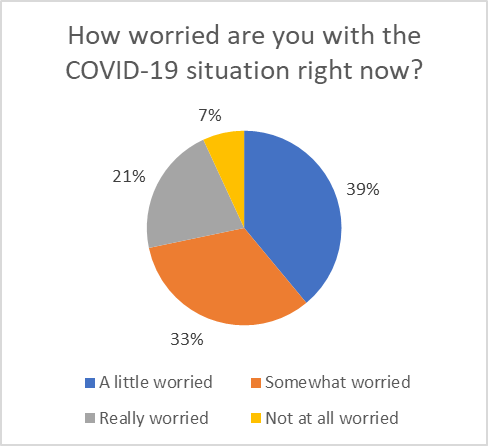 How worried are you with the
COVID-19 situation right now?
7%
21%
39%
33%
A little worried
Somewhat worried
Really worried
Not at all worried